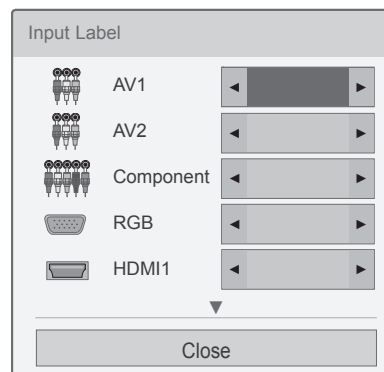 Input Label
AV1
AV2
Component
RGB
HDMI1
Close